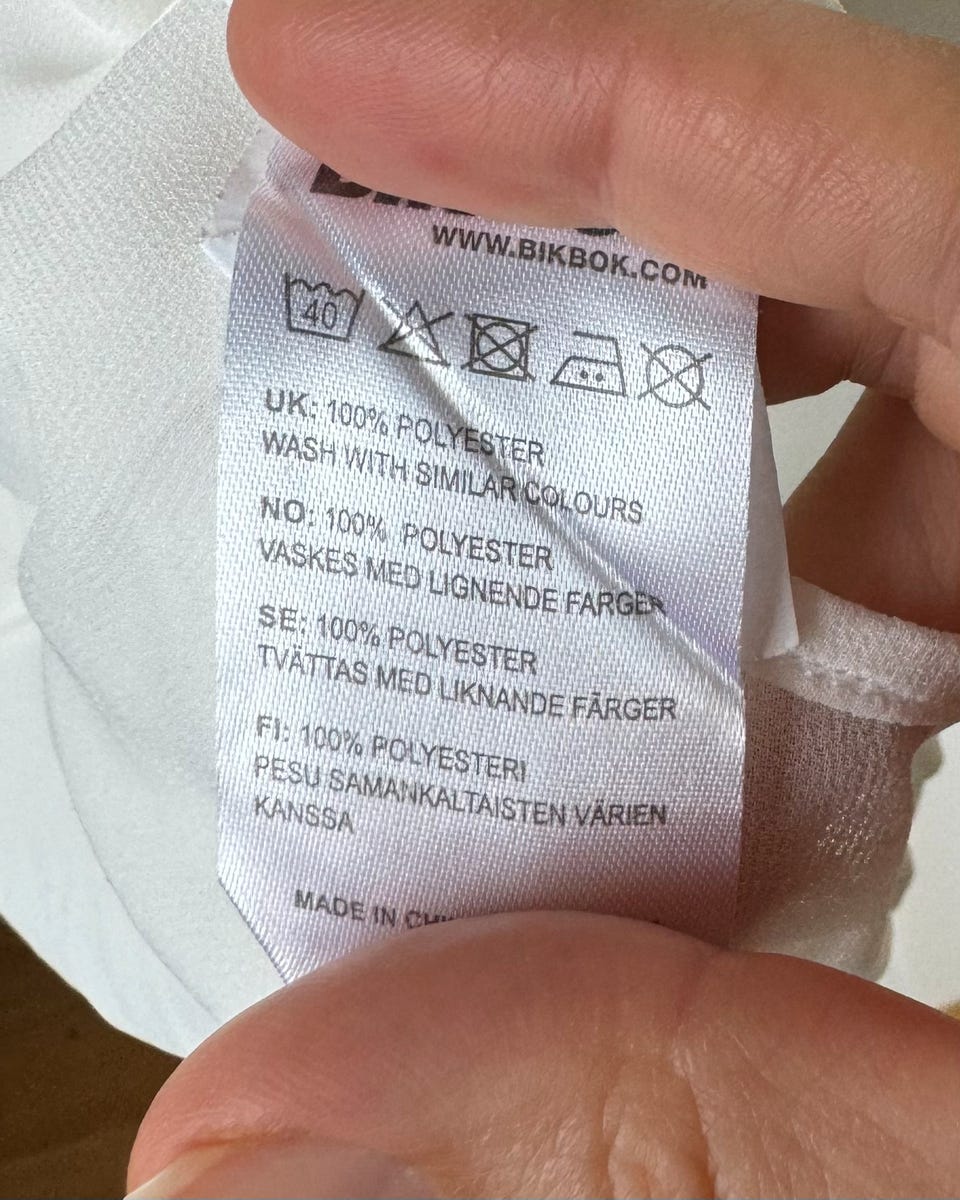 WWW.BIKBOK.COM
40
UK: 100% POLYESTER
WASH WITH SIMILAR COLOURS
NO: 100% POLYESTER
VASKES MED LIGNENDE FARGER
SE: 100% POLYESTER
TVÄTTAS MED LIKNANDE FÄRGER
FI: 100% POLYESTERI
PESU SAMANKALTAISTEN VÄRIEN
KANSSA
MADE IN